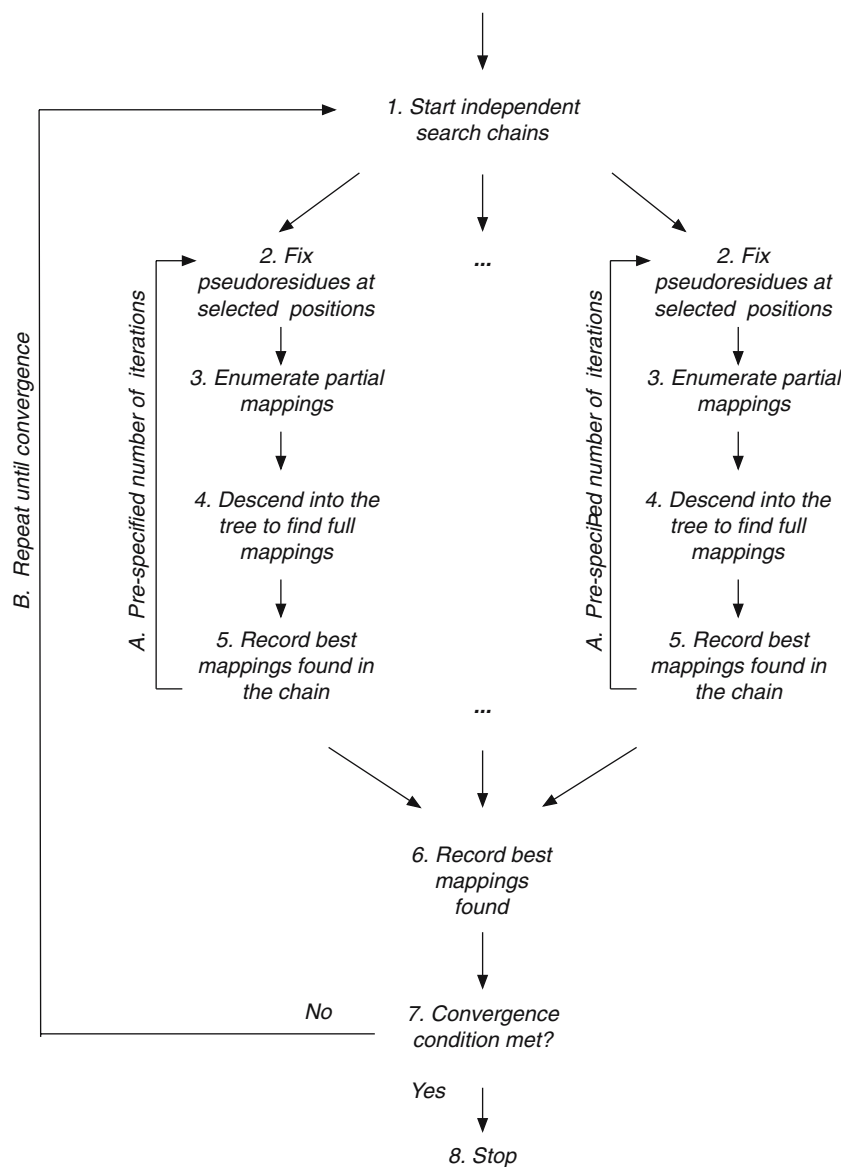 1. Start independent
search chains
2. Fix
pseudoresidues at
selected positions
...
2. Fix
pseudoresidues at
selected positions
A. Pre-specified number of iterations
3. Enumerate partial
mappings
A. Pre-specified number of iterations
3. Enumerate partial
mappings
B. Repeat until convergence
4. Descend into the
tree to find full
mappings
4. Descend into the
tree to find full
mappings
5. Record best
mappings found in
the chain
5. Record best
mappings found in
the chain
...
6. Record best
mappings
found
No
7. Convergence
condition met?
Yes
8. Stop